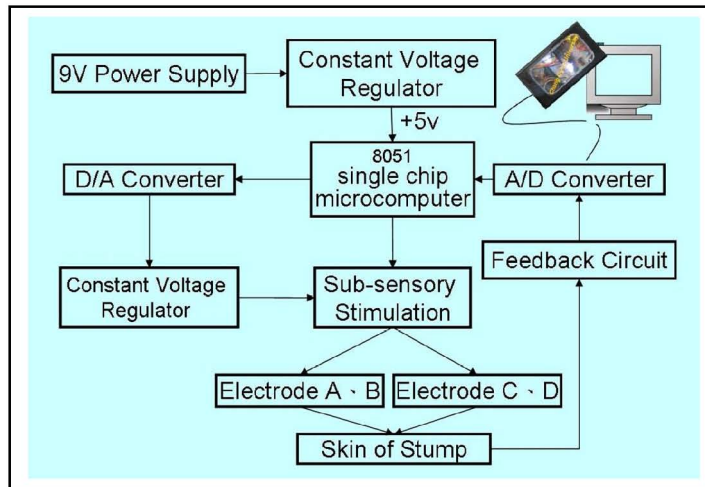 9V Power Supply
Constant Voltage
Regulator
+5v
8051
single chip
microcomputer
D/A Converter
A/D Converter
Constant Voltage
Regulator
Sub-sensory
Stimulation
Feedback Circuit
Electrode A、B
Electrode C、D
Skin of Stump